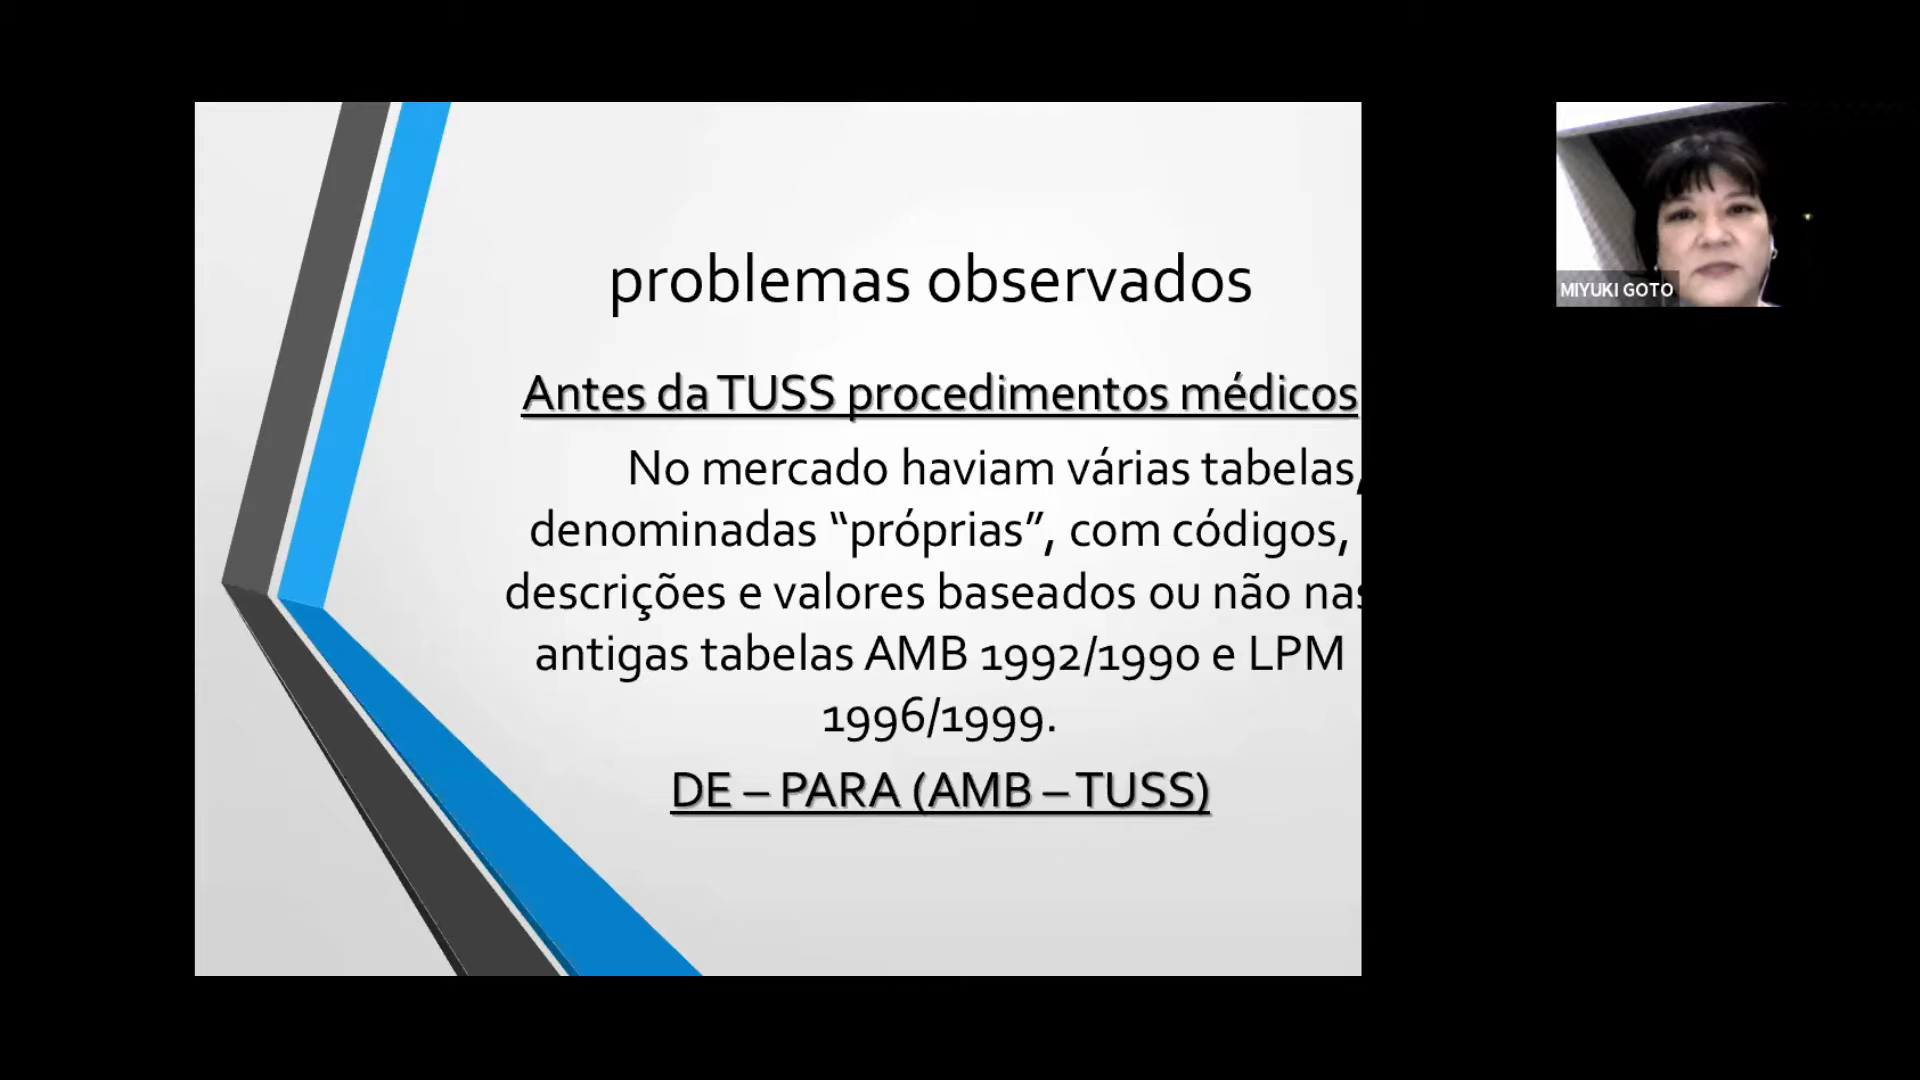 problemas observados
Antes da TUSS procedimentos médicos
No mercado haviam várias tabelas,
denominadas “próprias”, com códigos,
descrições e valores baseados ou não nas
antigas tabelas AMB 1992/1990 e LPM
1996/1999.
DE – PARA (AMB – TUSS)
MIYUKI GOTO